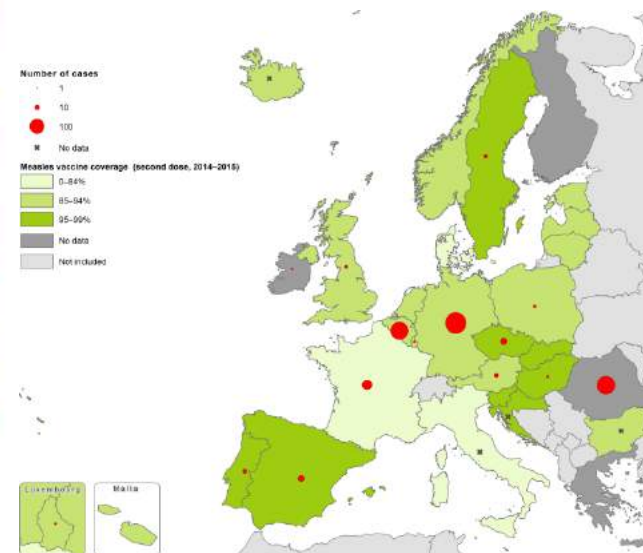 Number of cases
1
10
100
No data
Measles vaccine coverage (second dose, 2014–2015)
0–84%
85–94%
95–99%
No data
Not included
Luxembourg
Malta